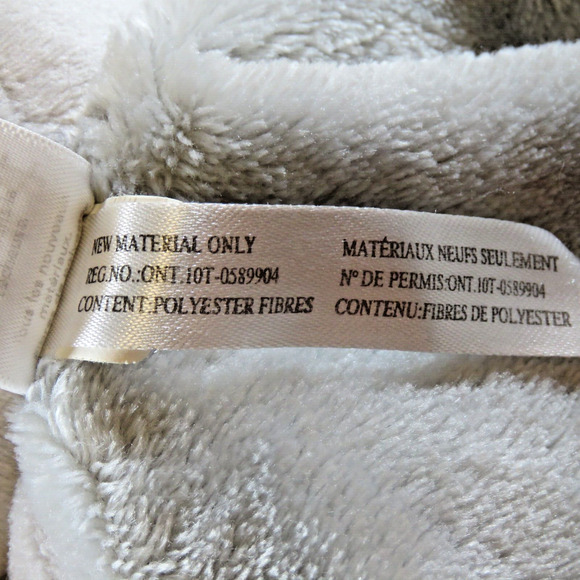 NEW MATERIAL ONLY
REG.NO.:ONT.10T-0589904
CONTENT:POLYESTER FIBRES
MATÉRIAUX NEUFS SEULEMENT
Nº DE PERMIS:ONT.10T-0589904
CONTENU:FIBRES DE POLYESTER